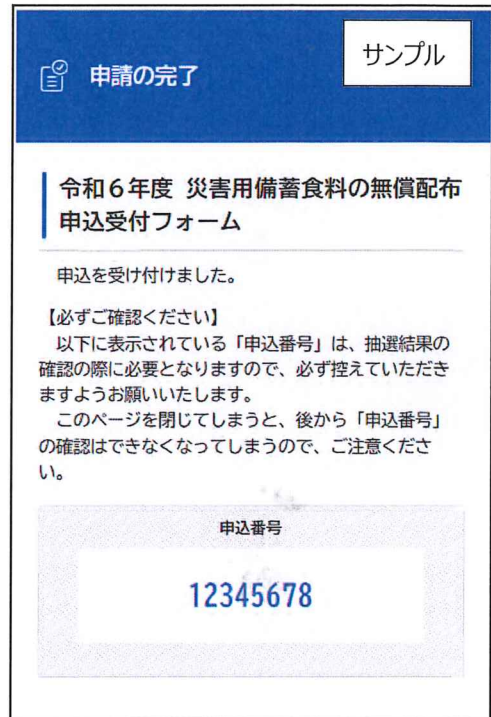 サンプル
申請の完了
令和６年度 災害用備蓄食料の無償配布
申込受付フォーム
申込を受け付けました。
【必ずご確認ください】
以下に表示されている「申込番号」は、抽選結果の
確認の際に必要となりますので、必ず控えていただき
ますようお願いいたします。
このページを閉じてしまうと、後から「申込番号」
の確認はできなくなってしまうので、ご注意くださ
い。
申込番号
12345678